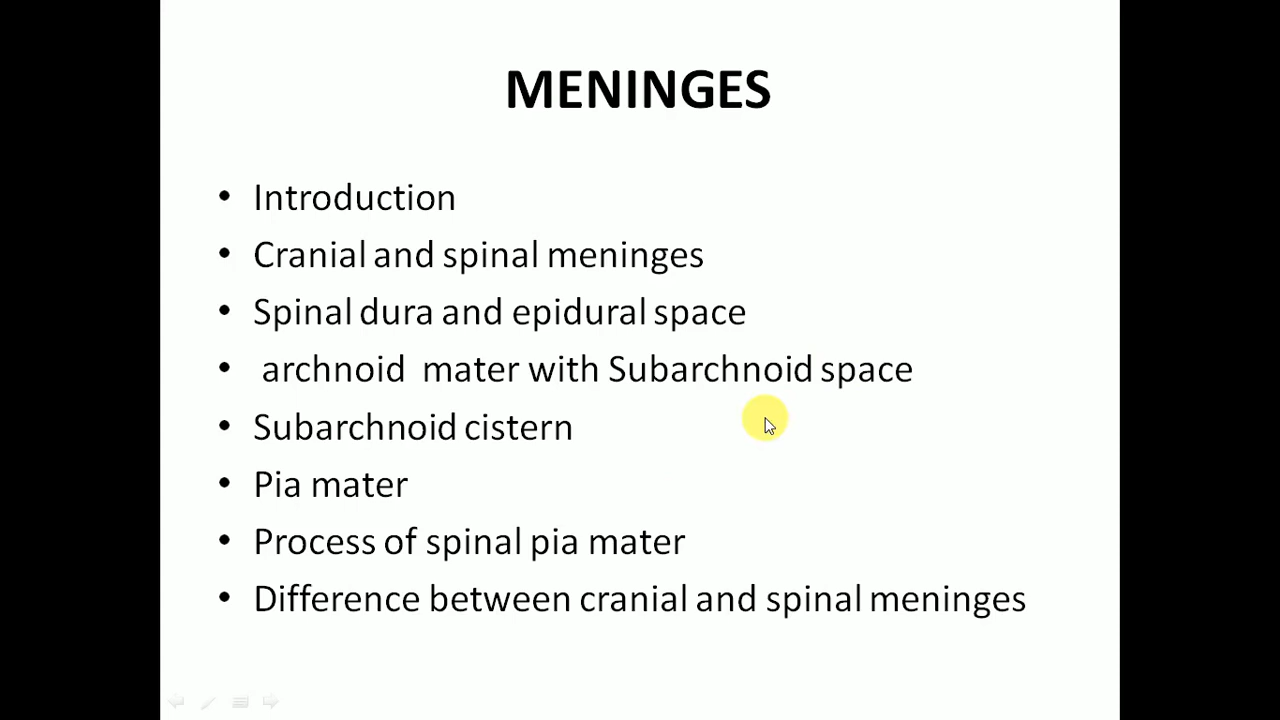 MENINGES
• Introduction
• Cranial and spinal meninges
• Spinal dura and epidural space
• archnoid mater with Subarchnoid space
• Subarchnoid cistern
• Pia mater
• Process of spinal pia mater
• Difference between cranial and spinal meninges